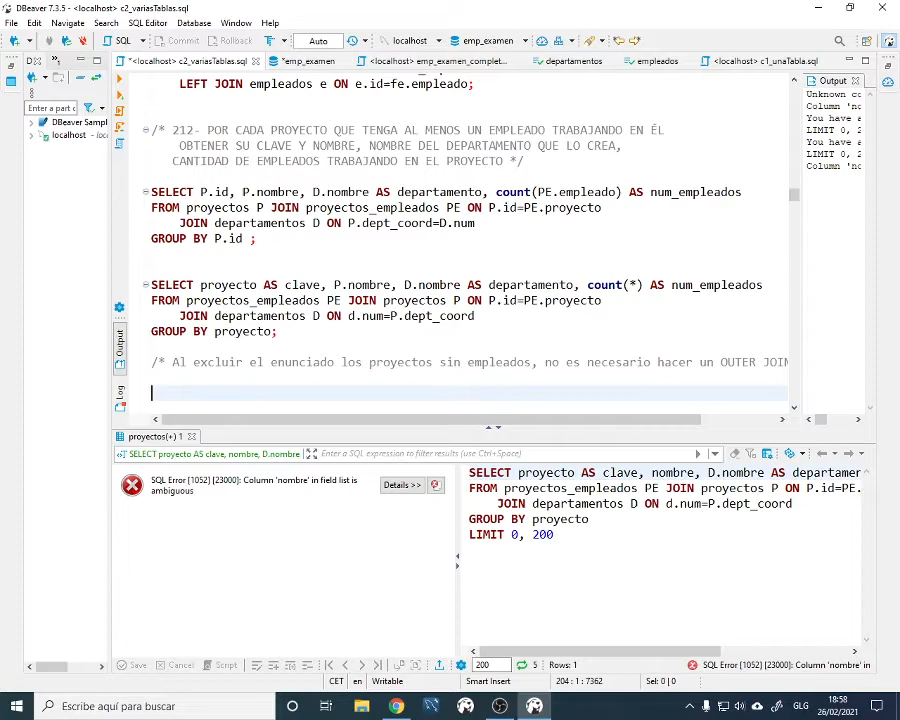 DBeaver 7.3.5 - <localhost> c2_variasTablas.sql
File Edit Navigate Search SQL Editor Database Window Help
SQL Commit Rollback Auto localhost emp_examen
*<localhost> c2_variasTablas.sql *emp_examen <localhost> emp_examen_complet... departamentos empleados <localhost> c1_unaTabla.sql
Enter a part
DBeaver Sampl
localhost
LEFT JOIN empleados e ON e.id=fe.empleado;
/* 212- POR CADA PROYECTO QUE TENGA AL MENOS UN EMPLEADO TRABAJANDO EN ÉL
OBTENER SU CLAVE Y NOMBRE, NOMBRE DEL DEPARTAMENTO QUE LO CREA,
CANTIDAD DE EMPLEADOS TRABAJANDO EN EL PROYECTO */
SELECT P.id, P.nombre, D.nombre AS departamento, count(PE.empleado) AS num_empleados
FROM proyectos P JOIN proyectos_empleados PE ON P.id=PE.proyecto
JOIN departamentos D ON P.dept_coord=D.num
GROUP BY P.id ;
SELECT proyecto AS clave, P.nombre, D.nombre AS departamento, count(*) AS num_empleados
FROM proyectos_empleados PE JOIN proyectos P ON P.id=PE.proyecto
JOIN departamentos D ON d.num=P.dept_coord
GROUP BY proyecto;
/* Al excluir el enunciado los proyectos sin empleados, no es necesario hacer un OUTER JOIN
Output
Log
Output
Unknown co
Column 'no
You have a
LIMIT 0, 2
You have a
LIMIT 0, 2
Column 'no
proyectos(+) 1
SELECT proyecto AS clave, nombre, D.nombre Enter a SQL expression to filter results (use Ctrl+Space)
SQL Error [1052] [23000]: Column 'nombre' in field list is
ambiguous
Details >>
SELECT proyecto AS clave, nombre, D.nombre AS departamer
FROM proyectos_empleados PE JOIN proyectos P ON P.id=PE.
JOIN departamentos D ON d.num=P.dept_coord
GROUP BY proyecto
LIMIT 0, 200
Save Cancel Script 200 5 Rows: 1 SQL Error [1052] [23000]: Column 'nombre' in
CET en Writable Smart Insert 204 : 1 : 7362 Sel: 0 | 0
Escribe aquí para buscar
GLG
18:58
26/02/2021